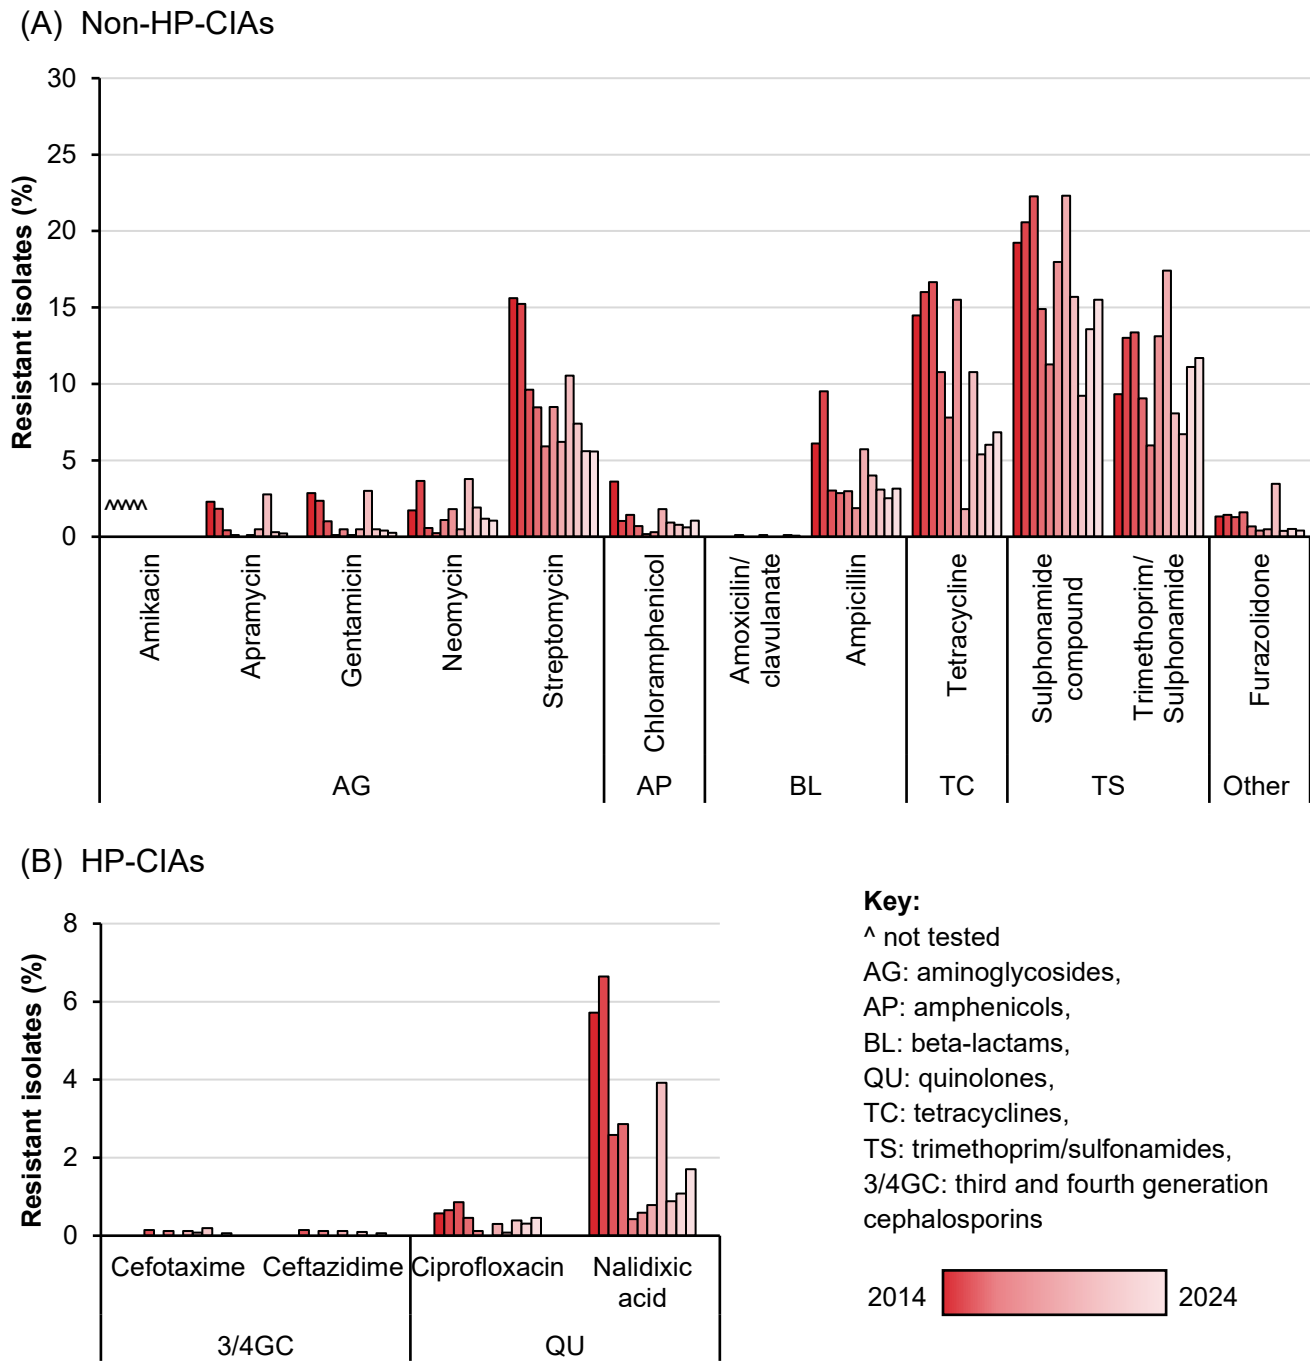 (A) Non-HP-CIAs
Resistant isolates (%)
30
25
20
15
10
5
0
^^^^^
Amikacin
Apramycin
Gentamicin
Neomycin
Streptomycin
Chloramphenicol
Amoxicilin/
clavulanate
Ampicillin
Tetracycline
Sulphonamide
compound
Trimethoprim/
Sulphonamide
Furazolidone
AG
AP
BL
TC
TS
Other
(B) HP-CIAs
Resistant isolates (%)
8
6
4
2
0
Cefotaxime
Ceftazidime
Ciprofloxacin
Nalidixic
acid
3/4GC
QU
Key:
^ not tested
AG: aminoglycosides,
AP: amphenicols,
BL: beta-lactams,
QU: quinolones,
TC: tetracyclines,
TS: trimethoprim/sulfonamides,
3/4GC: third and fourth generation
cephalosporins
2014
2024